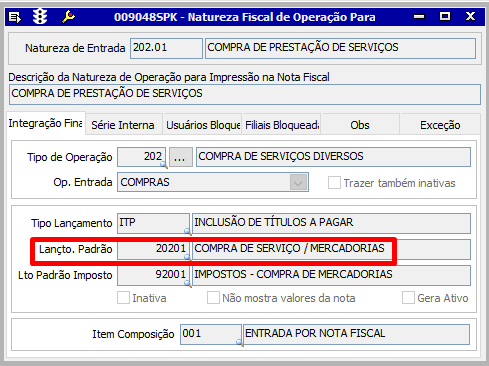 009048SPK - Natureza Fiscal de Operação Para
Natureza de Entrada 202.01 COMPRA DE PRESTAÇÃO DE SERVIÇOS
Descrição da Natureza de Operação para Impressão na Nota Fiscal
COMPRA DE PRESTAÇÃO DE SERVIÇOS
Integração Fina Série Interna Usuários Bloque Filiais Bloqueada Obs Exceção
Tipo de Operação 202 ... COMPRA DE SERVIÇOS DIVERSOS
Op. Entrada COMPRAS Trazer também inativas
Tipo Lançamento ITP INCLUSÃO DE TÍTULOS A PAGAR
Lançto. Padrão 20201 COMPRA DE SERVIÇO / MERCADORIAS
Lto Padrão Imposto 92001 IMPOSTOS - COMPRA DE MERCADORIAS
Inativa Não mostra valores da nota Gera Ativo
Item Composição 001 ENTRADA POR NOTA FISCAL